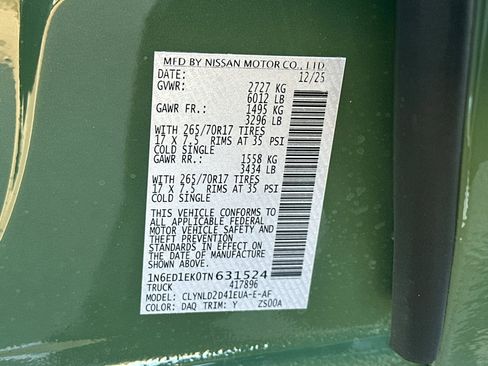 MFD BY NISSAN MOTOR CO., LTD.
DATE: 12/25
GVWR: 2727 KG
6012 LB
GAWR FR.: 1495 KG
3296 LB
WITH 265/70R17 TIRES
17 X 7.5 RIMS AT 35 PSI
COLD SINGLE
GAWR RR.: 1558 KG
3434 LB
WITH 265/70R17 TIRES
17 X 7.5 RIMS AT 35 PSI
COLD SINGLE
THIS VEHICLE CONFORMS TO
ALL APPLICABLE FEDERAL
MOTOR VEHICLE SAFETY AND
THEFT PREVENTION
STANDARDS IN EFFECT ON
THE DATE OF MANUFACTURE
SHOWN ABOVE.
1N6ED1EK0TN631524
TRUCK 417896
MODEL: CLYNLD2D41EUA-E-AF
COLOR: DAQ TRIM: Y ZS00A